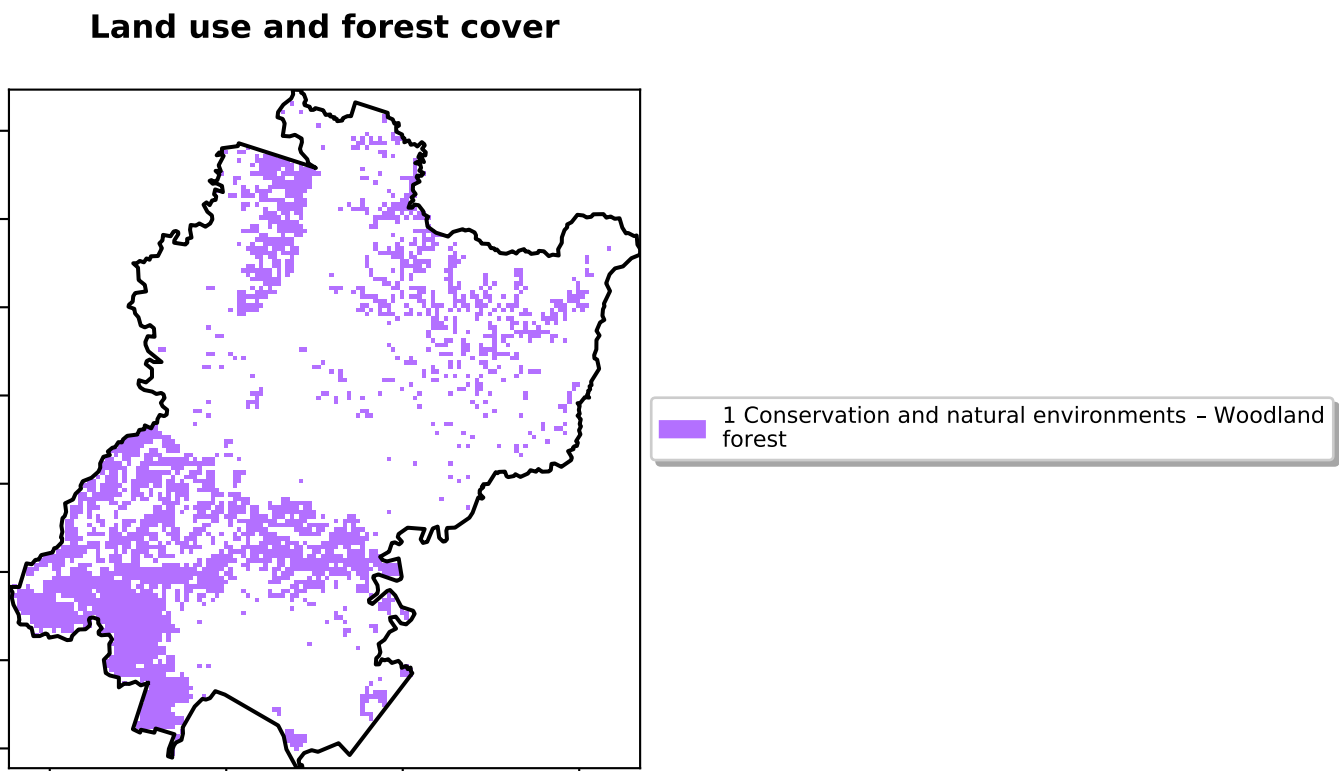 Land use and forest cover
1 Conservation and natural environments – Woodland
forest